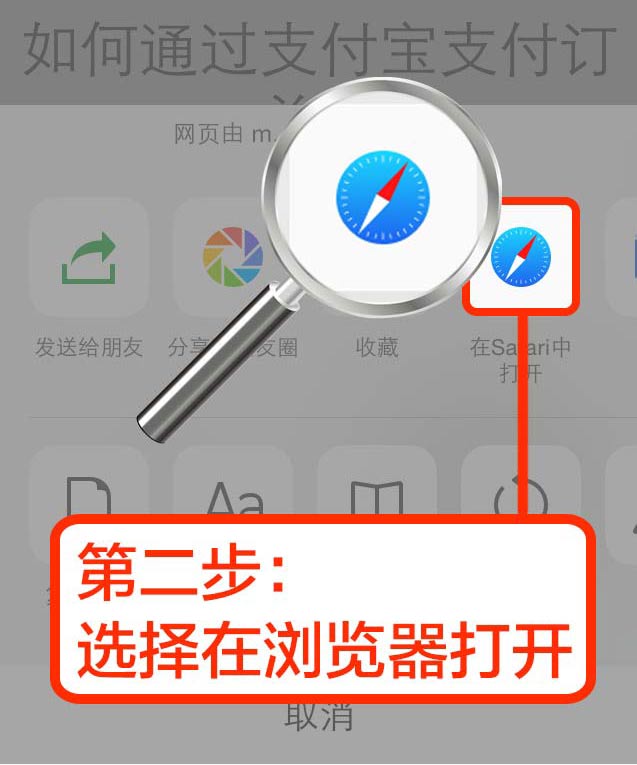 如何通过支付宝支付订
网页由 m.
发送给朋友 分享 友圈 收藏 在Safari中
打开
Aa
第二步：
选择在浏览器打开
取消